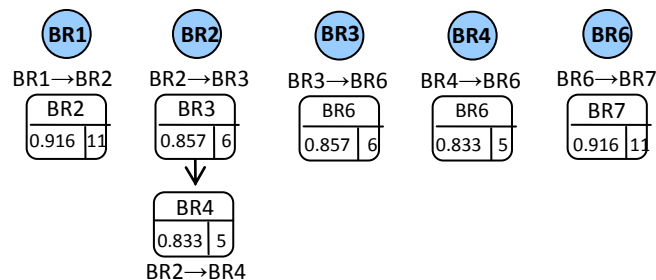 BR1 BR2 BR3 BR4 BR6
BR1→BR2 BR2→BR3 BR3→BR6 BR4→BR6 BR6→BR7
BR2 BR3 BR6 BR6 BR7
0.916 11 0.857 6 0.857 6 0.833 5 0.916 11
BR4
0.833 5
BR2→BR4